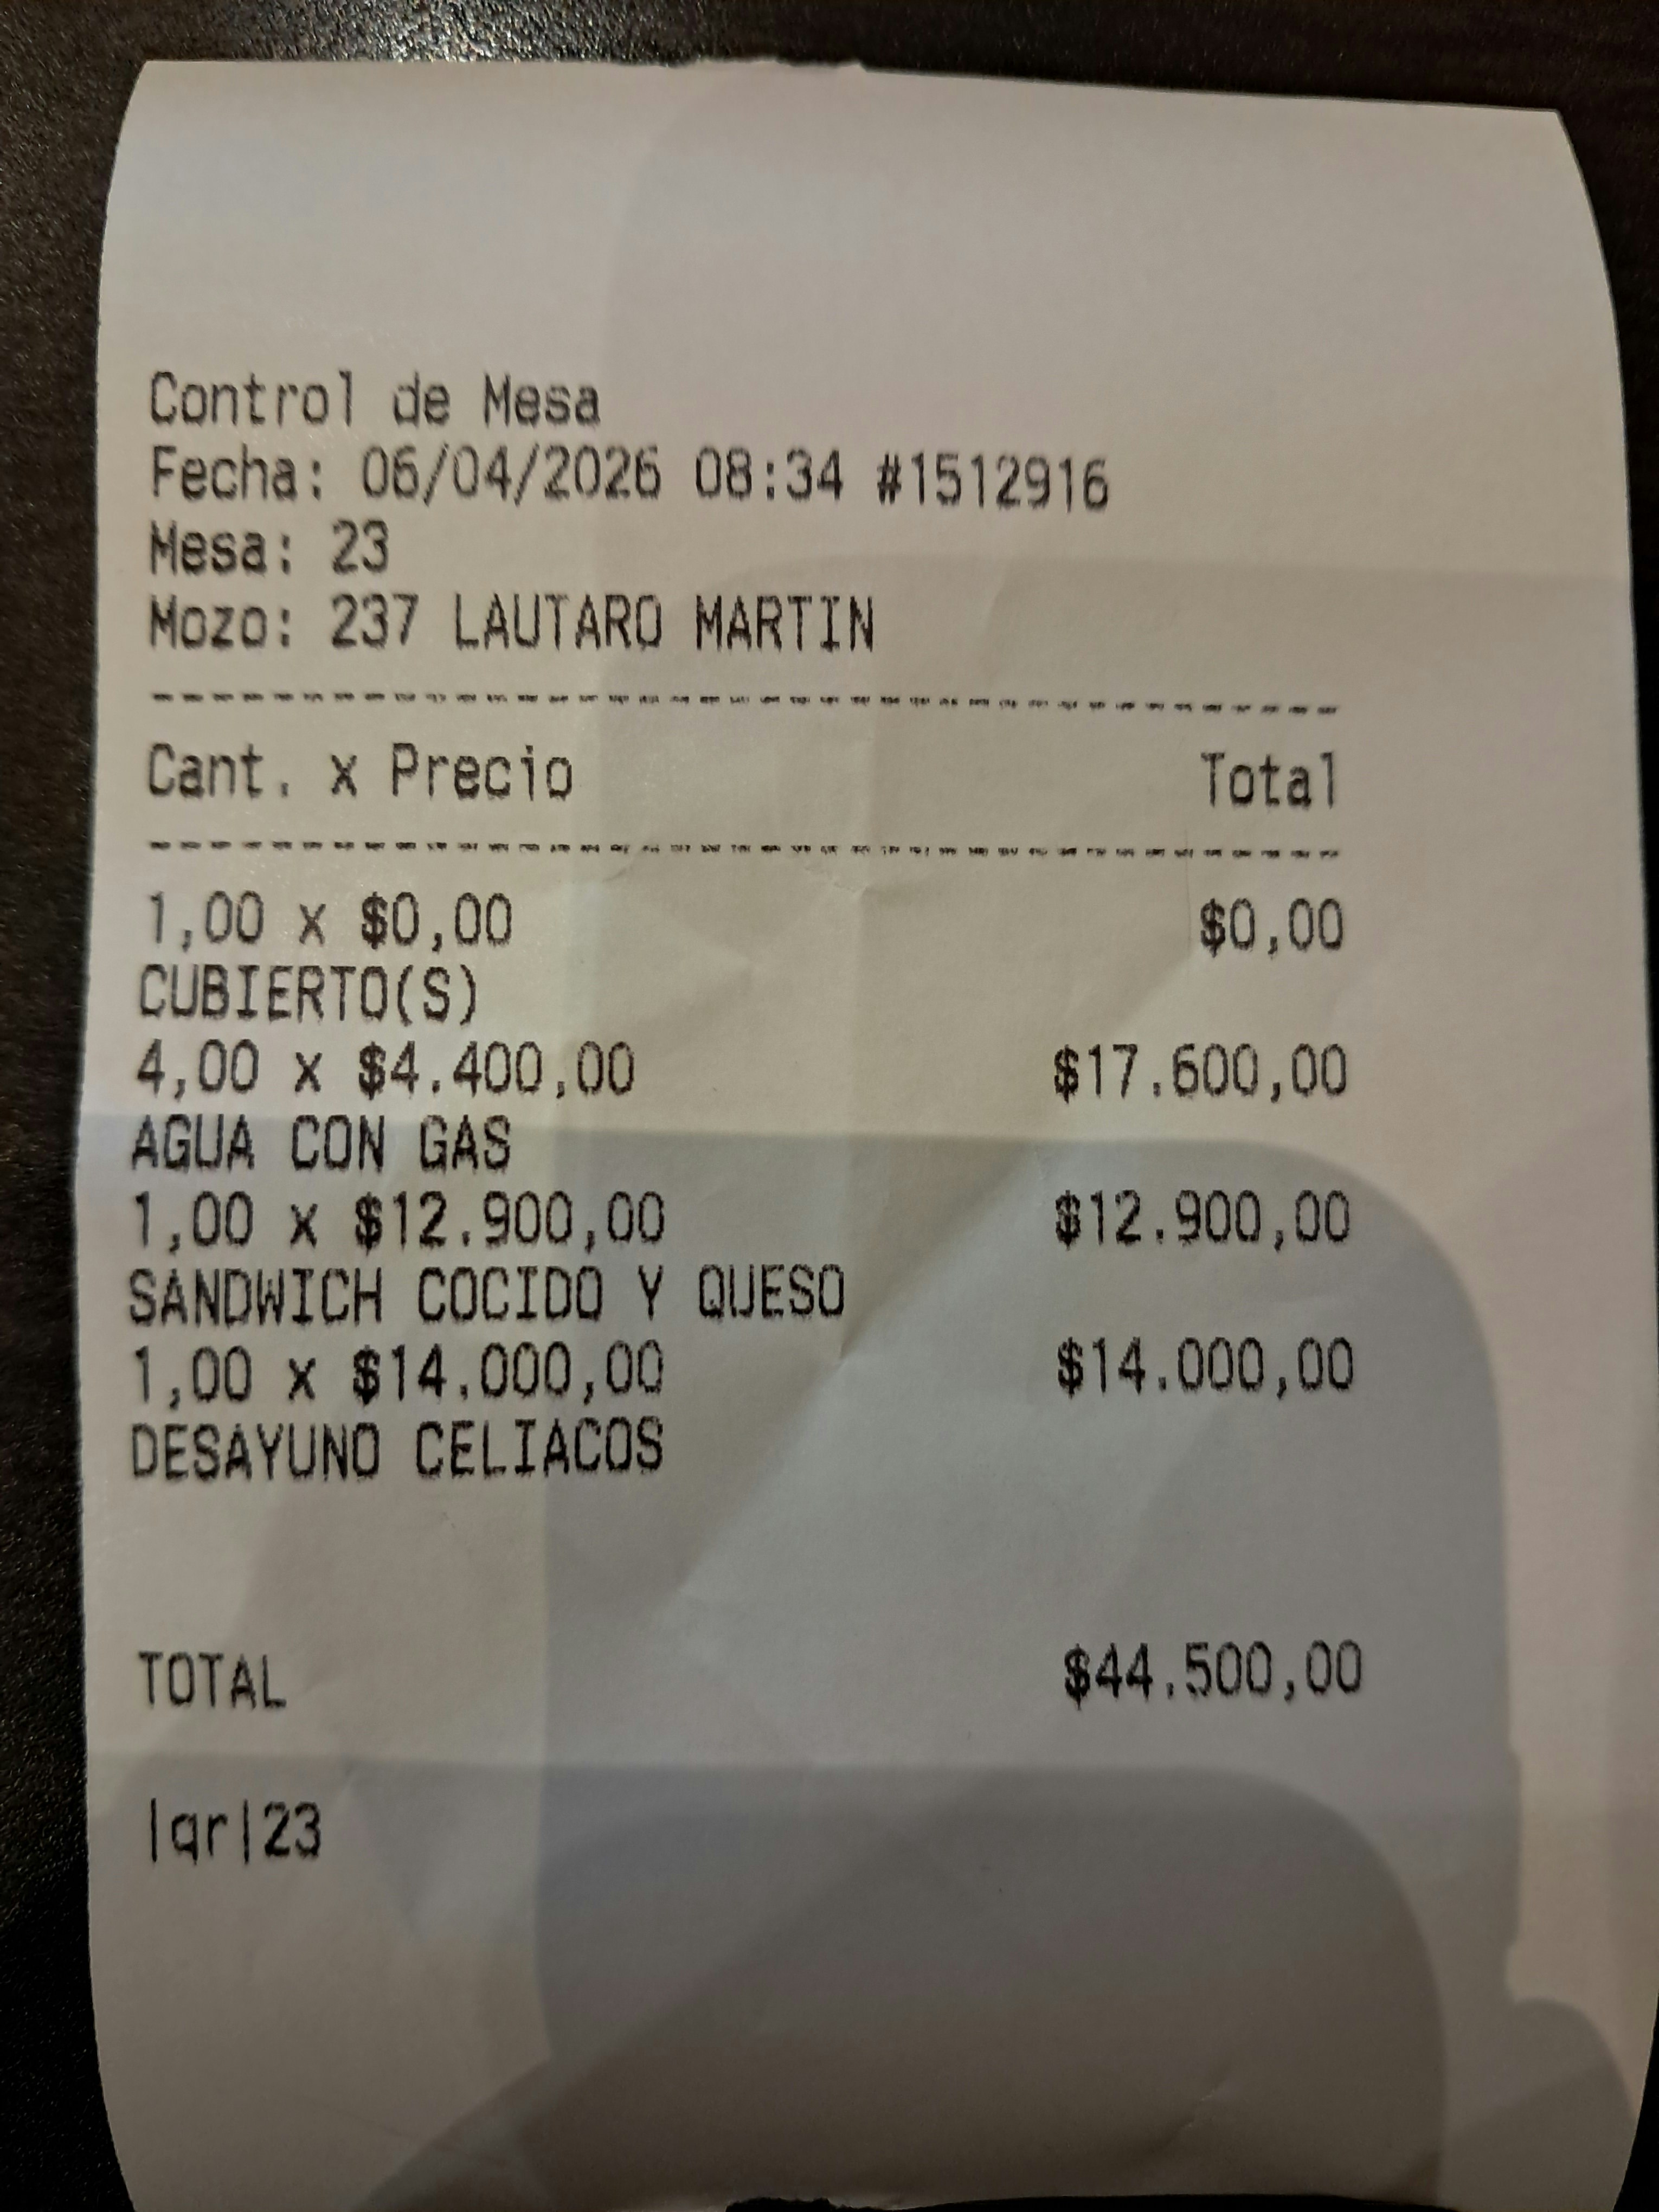 Control de Mesa
Fecha: 06/04/2026 08:34 #1512916
Mesa: 23
Mozo: 237 LAUTARO MARTIN
---------------------------------------
Cant. x Precio Total
---------------------------------------
1,00 x $0,00 $0,00
CUBIERTO(S)
4,00 x $4.400,00 $17.600,00
AGUA CON GAS
1,00 x $12.900,00 $12.900,00
SANDWICH COCIDO Y QUESO
1,00 x $14.000,00 $14.000,00
DESAYUNO CELIACOS
TOTAL $44.500,00
|qr|23